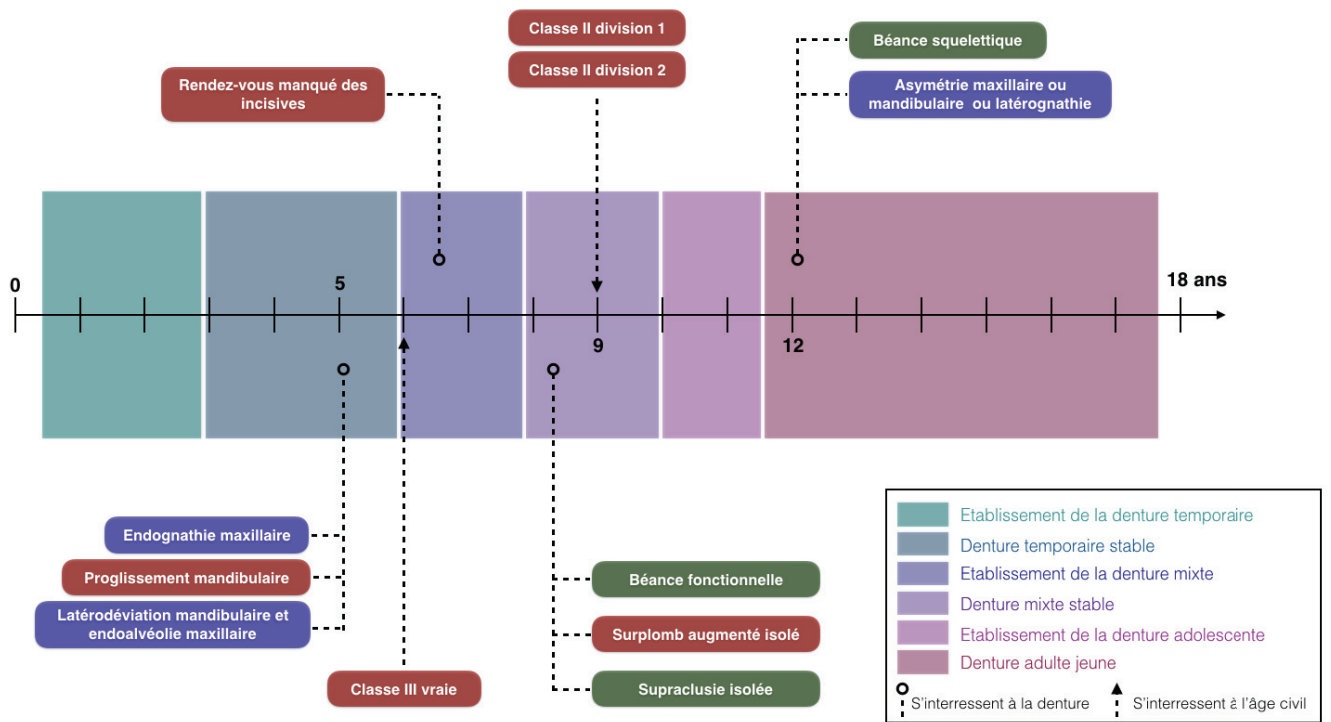 Classe II division 1
Classe II division 2
Béance squelettique
Rendez-vous manqué des
incisives
Asymétrie maxillaire ou
mandibulaire ou latérognathie
0
5
18 ans
9
12
Endognathie maxillaire
Proglissement mandibulaire
Latérodéviation mandibulaire et
endoalvéolie maxillaire
Classe III vraie
Béance fonctionnelle
Surplomb augmenté isolé
Supraclusie isolée
Etablissement de la denture temporaire
Denture temporaire stable
Etablissement de la denture mixte
Denture mixte stable
Etablissement de la denture adolescente
Denture adulte jeune
S'interressent à la denture
S'interressent à l'âge civil